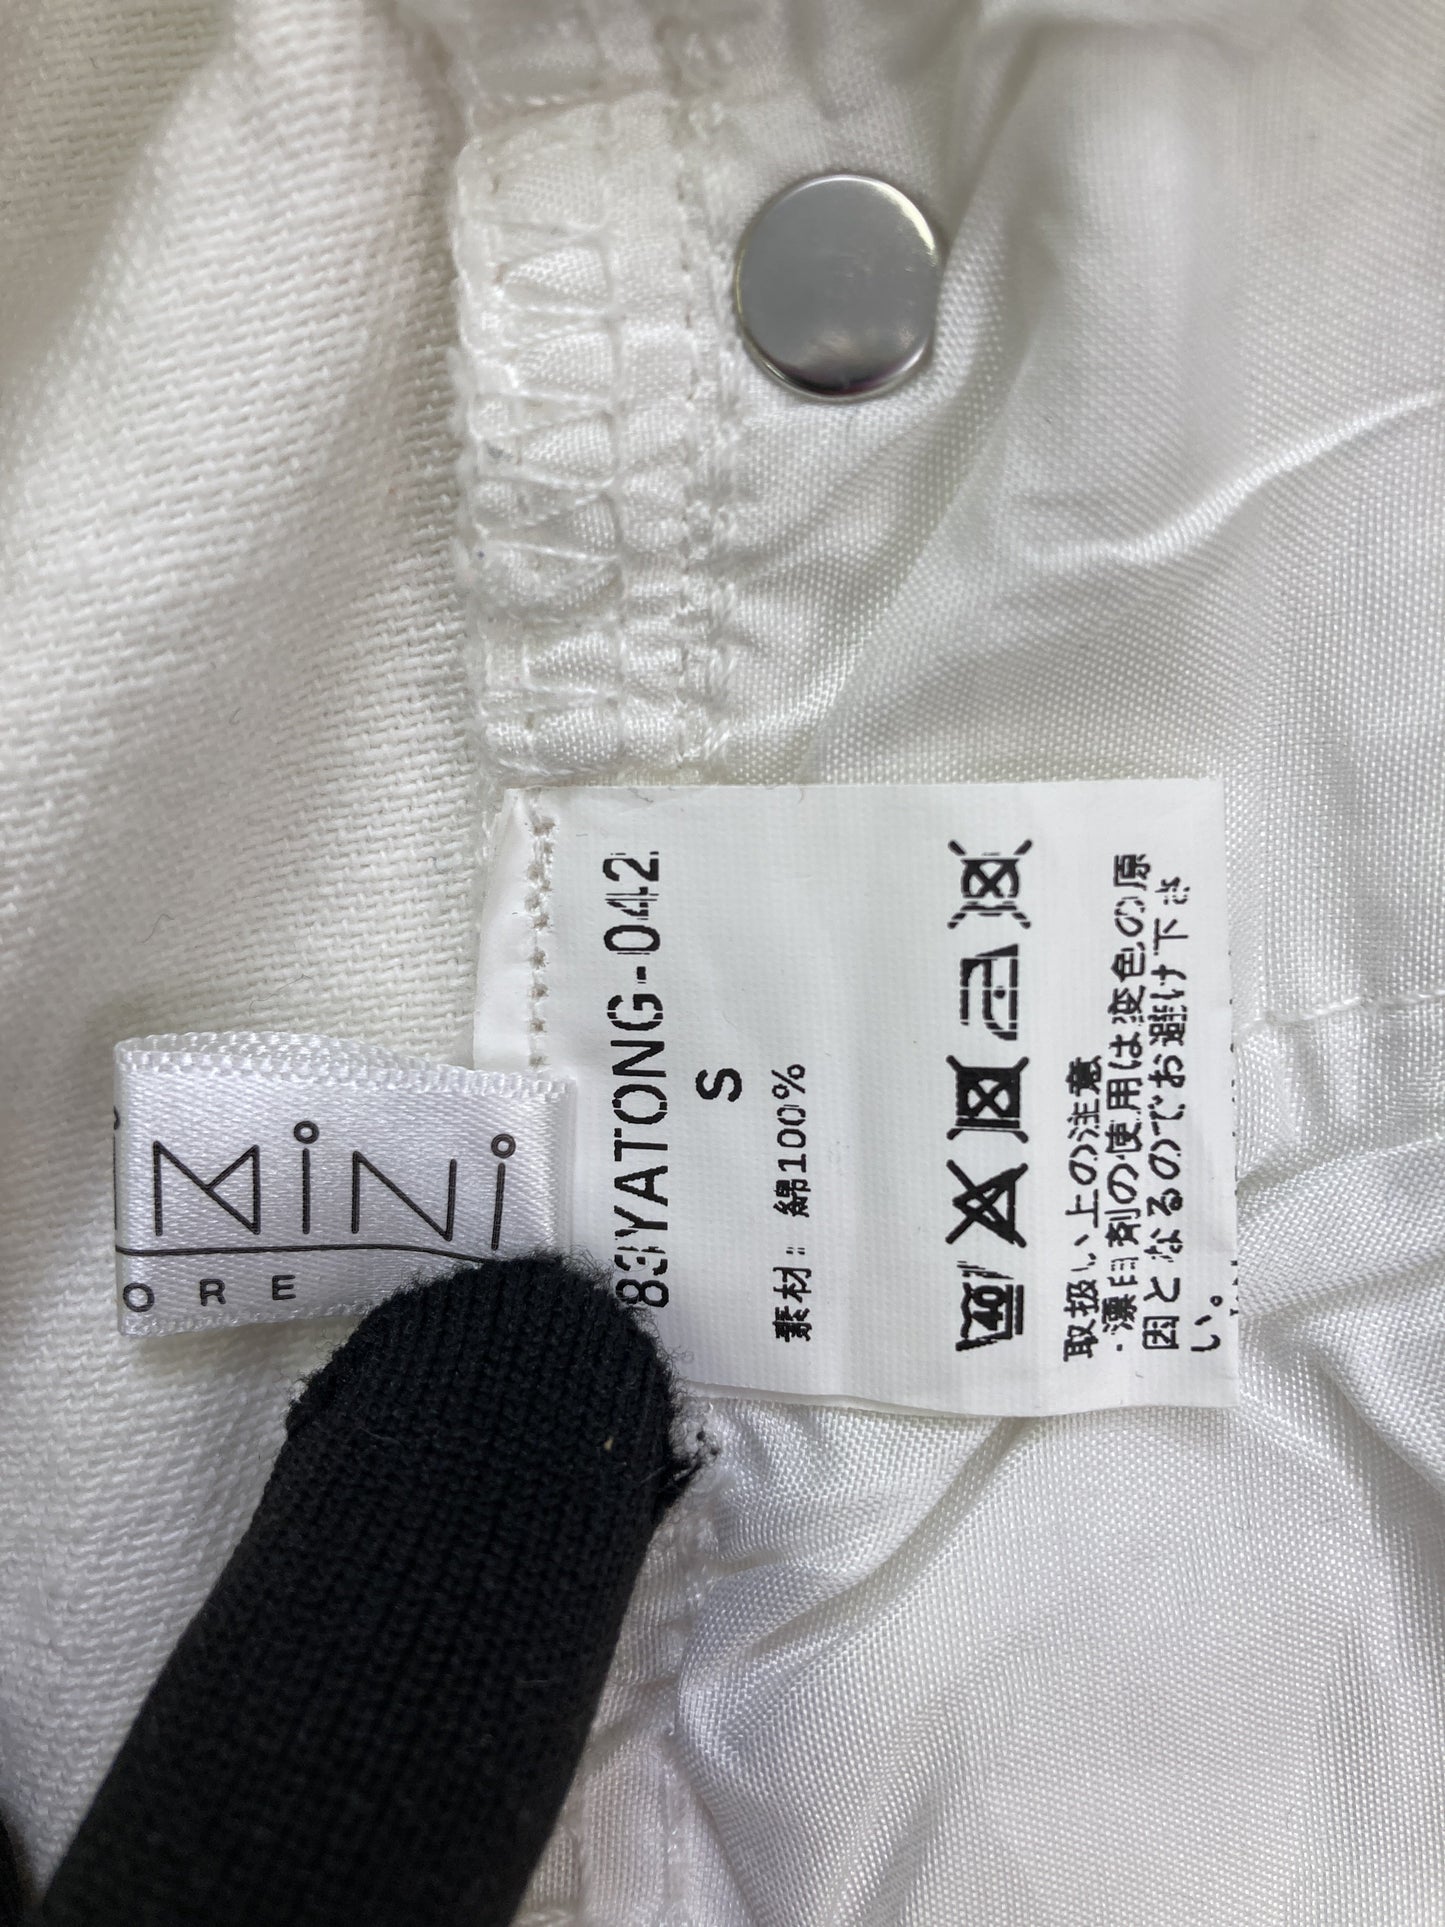 MiNi
ORE
83YATONG-042
S
素材:綿100%
40
取扱い上の注意
・漂白剤の使用は変色の原
因となるのでお避け下さ
い。